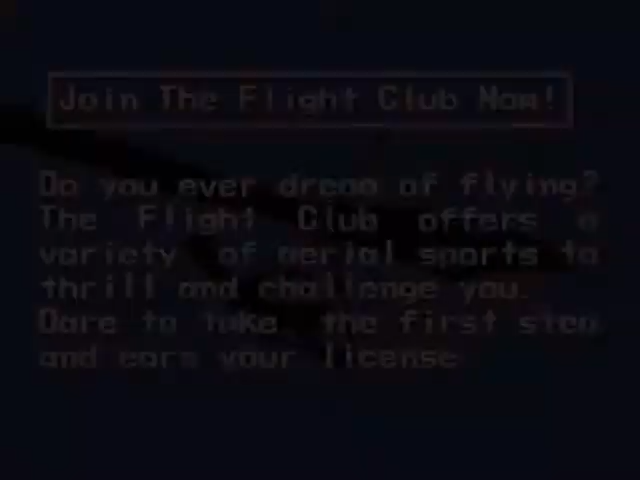 Join The Flight Club Now!
Do you ever dream of flying?
The Flight Club offers a
variety of aerial sports to
thrill and challenge you.
Dare to take the first step
and earn your license